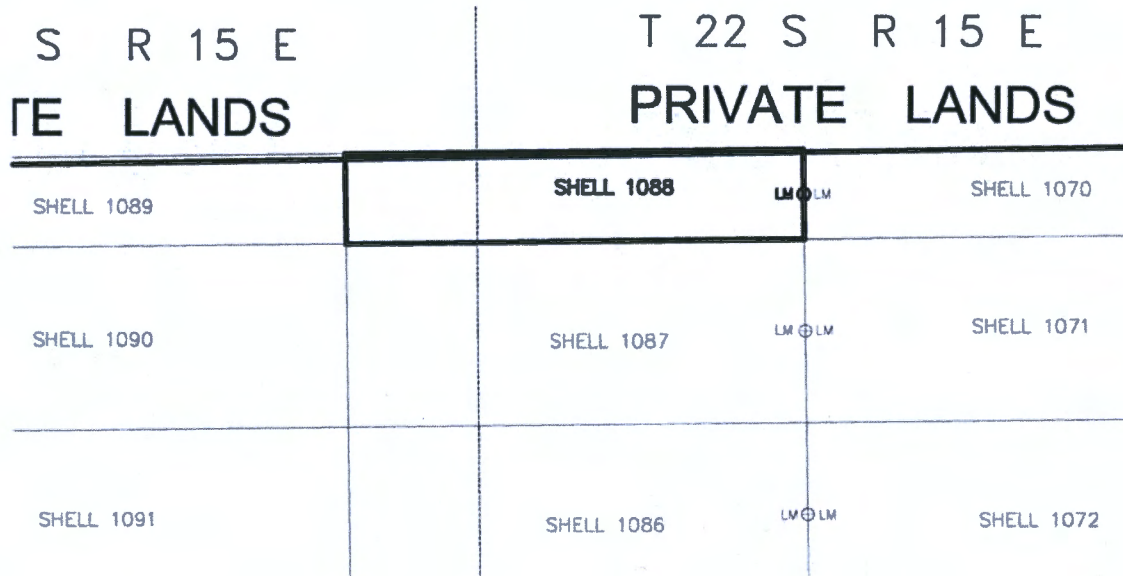 S R 15 E
T 22 S R 15 E
TE LANDS
PRIVATE LANDS
SHELL 1089
SHELL 1088
LM LM
SHELL 1070
SHELL 1090
SHELL 1087
LM LM
SHELL 1071
SHELL 1091
SHELL 1086
LM LM
SHELL 1072